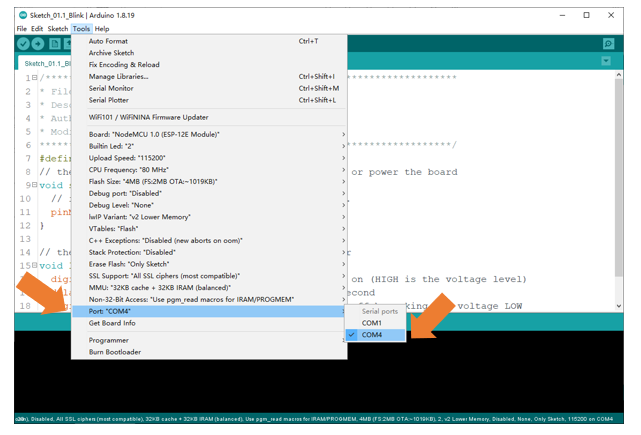 Sketch_01.1_Blink | Arduino 1.8.19
File Edit Sketch Tools Help
Sketch_01.1_Bl
Auto Format Ctrl+T
Archive Sketch
Fix Encoding & Reload
Manage Libraries... Ctrl+Shift+I
Serial Monitor Ctrl+Shift+M
Serial Plotter Ctrl+Shift+L
WiFi101 / WiFiNINA Firmware Updater
Board: "NodeMCU 1.0 (ESP-12E Module)"
Builtin Led: "2"
Upload Speed: "115200"
CPU Frequency: "80 MHz"
Flash Size: "4MB (FS:2MB OTA:~1019KB)"
Debug port: "Disabled"
Debug Level: "None"
lwIP Variant: "v2 Lower Memory"
VTables: "Flash"
C++ Exceptions: "Disabled (new aborts on oom)"
Stack Protection: "Disabled"
Erase Flash: "Only Sketch"
SSL Support: "All SSL ciphers (most compatible)"
MMU: "32KB cache + 32KB IRAM (balanced)"
Non-32-Bit Access: "Use pgm_read macros for IRAM/PROGMEM"
Port: "COM4"
Get Board Info
Programmer
Burn Bootloader
Serial ports
COM1
COM4
1 /****
2 * Fil
3 * Des
4 * Aut
5 * Mod
6
7 #defin
8 // the or power the board
9 void s
10 // i
11 pinM
12 }
13
14 // the
15 void l
16 dig on (HIGH is the voltage level)
17 second
18 voltage LOW
Disabled, All SSL ciphers (most compatible), 32KB cache + 32KB IRAM (balanced), Use pgm_read macros for IRAM/PROGMEM, 4MB (FS:2MB OTA:~1019KB), 2, v2 Lower Memory, Disabled, None, Only Sketch, 115200 on COM4